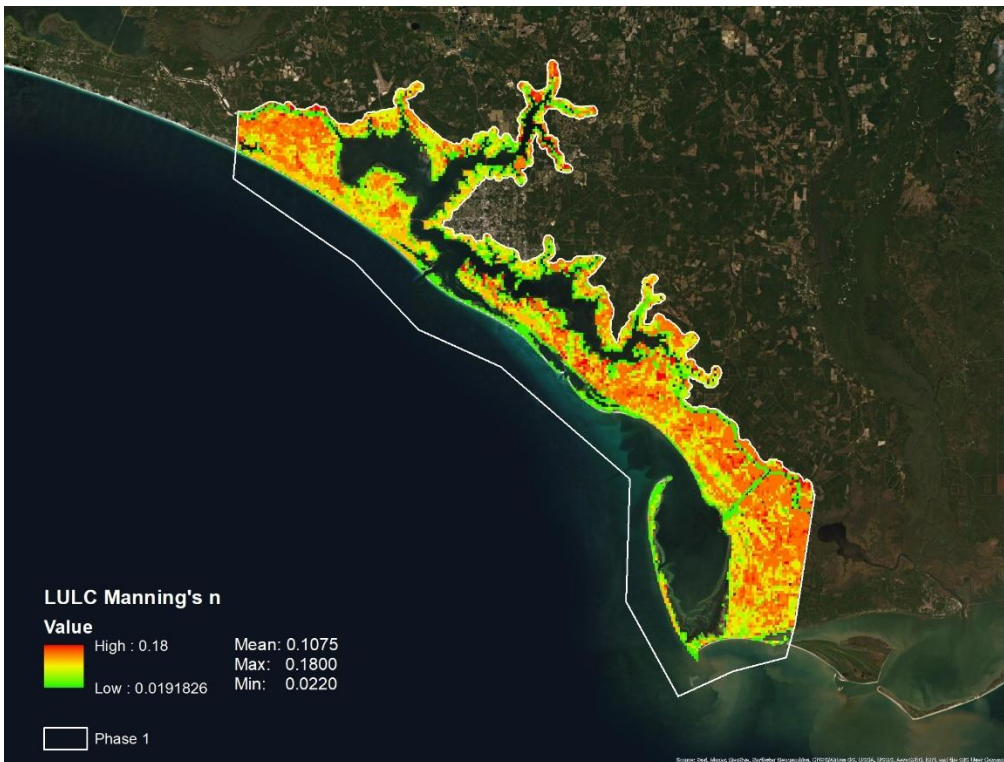 LULC Manning's n
Value
High : 0.18
Low : 0.0191826
Mean: 0.1075
Max: 0.1800
Min: 0.0220
Phase 1